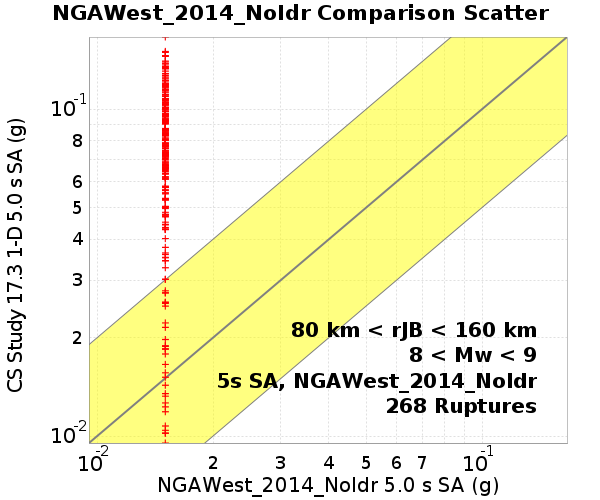 NGAWest_2014_NoIdr Comparison Scatter
CS Study 17.3 1-D 5.0 s SA (g)
10-1
8
6
5
4
3
2
10-2
80 km < rJB < 160 km
8 < Mw < 9
5s SA, NGAWest_2014_NoIdr
268 Ruptures
10-2 2 3 4 5 6 7 10-1
NGAWest_2014_NoIdr 5.0 s SA (g)